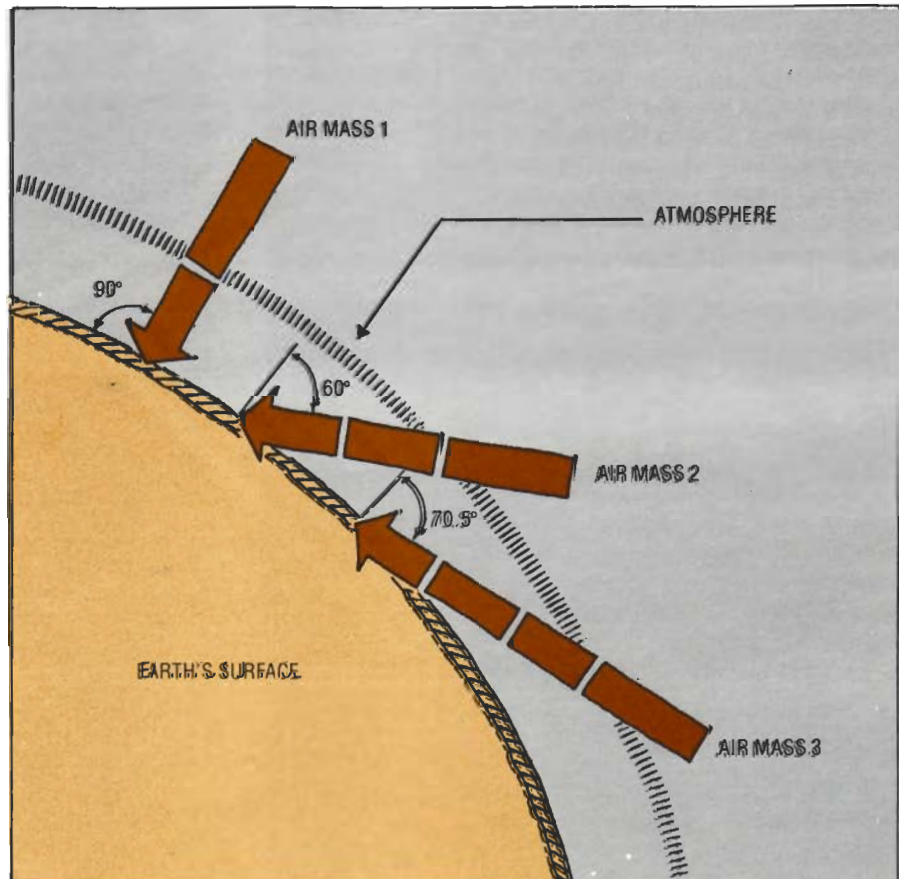 AIR MASS 1
ATMOSPHERE
90°
60°
AIR MASS 2
70.5°
EARTH'S SURFACE
AIR MASS 3